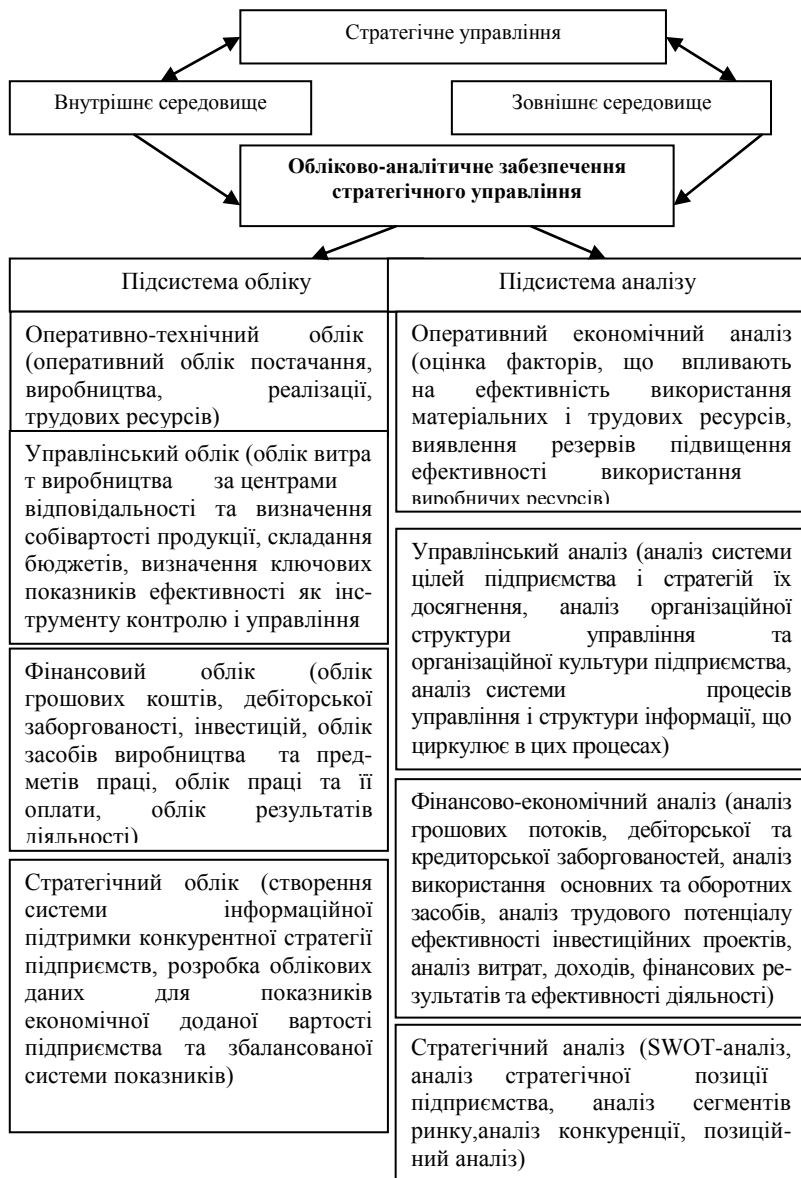 Стратегічне управління
Внутрішнє середовище
Зовнішнє середовище
Обліково-аналітичне забезпечення
стратегічного управління
Підсистема обліку
Підсистема аналізу
Оперативно-технічний облік
(оперативний облік постачання,
виробництва, реалізації,
трудових ресурсів)
Управлінський облік (облік витра
т виробництва за центрами
відповідальності та визначення
собівартості продукції, складання
бюджетів, визначення ключових
показників ефективності як інс-
трументу контролю і управління
Фінансовий облік (облік
грошових коштів, дебіторської
заборгованості, інвестицій, облік
засобів виробництва та пред-
метів праці, облік праці та її
оплати, облік результатів
діяльності)
Стратегічний облік (створення
системи інформаційної
підтримки конкурентної стратегії
підприємств, розробка облікових
даних для показників
економічної доданої вартості
підприємства та збалансованої
системи показників)
Оперативний економічний аналіз
(оцінка факторів, що впливають
на ефективність використання
матеріальних і трудових ресурсів,
виявлення резервів підвищення
ефективності використання
виробничих ресурсів)
Управлінський аналіз (аналіз системи
цілей підприємства і стратегій їх
досягнення, аналіз організаційної
структури управління та
організаційної культури підприємства,
аналіз системи процесів
управління і структури інформації, що
циркулює в цих процесах)
Фінансово-економічний аналіз (аналіз
грошових потоків, дебіторської та
кредиторської заборгованостей, аналіз
використання основних та оборотних
засобів, аналіз трудового потенціалу
ефективності інвестиційних проектів,
аналіз витрат, доходів, фінансових ре-
зультатів та ефективності діяльності)
Стратегічний аналіз (SWOT-аналіз,
аналіз стратегічної позиції
підприємства, аналіз сегментів
ринку,аналіз конкуренції, позицій-
ний аналіз)